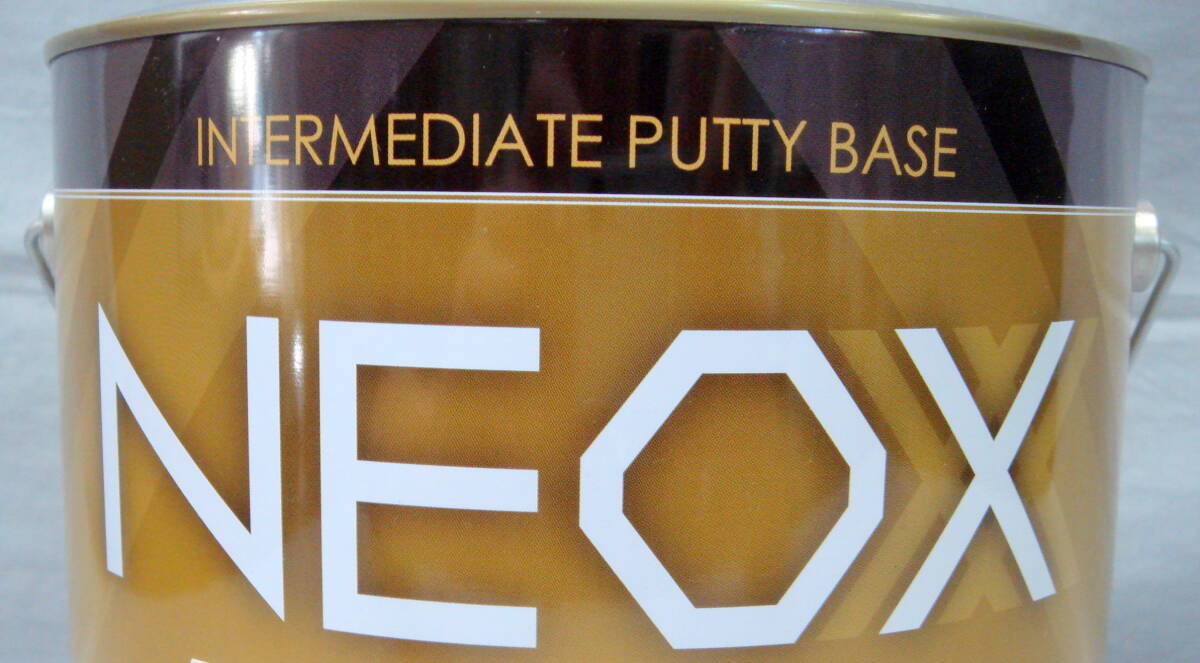 INTERMEDIATE PUTTY BASE
NEOX